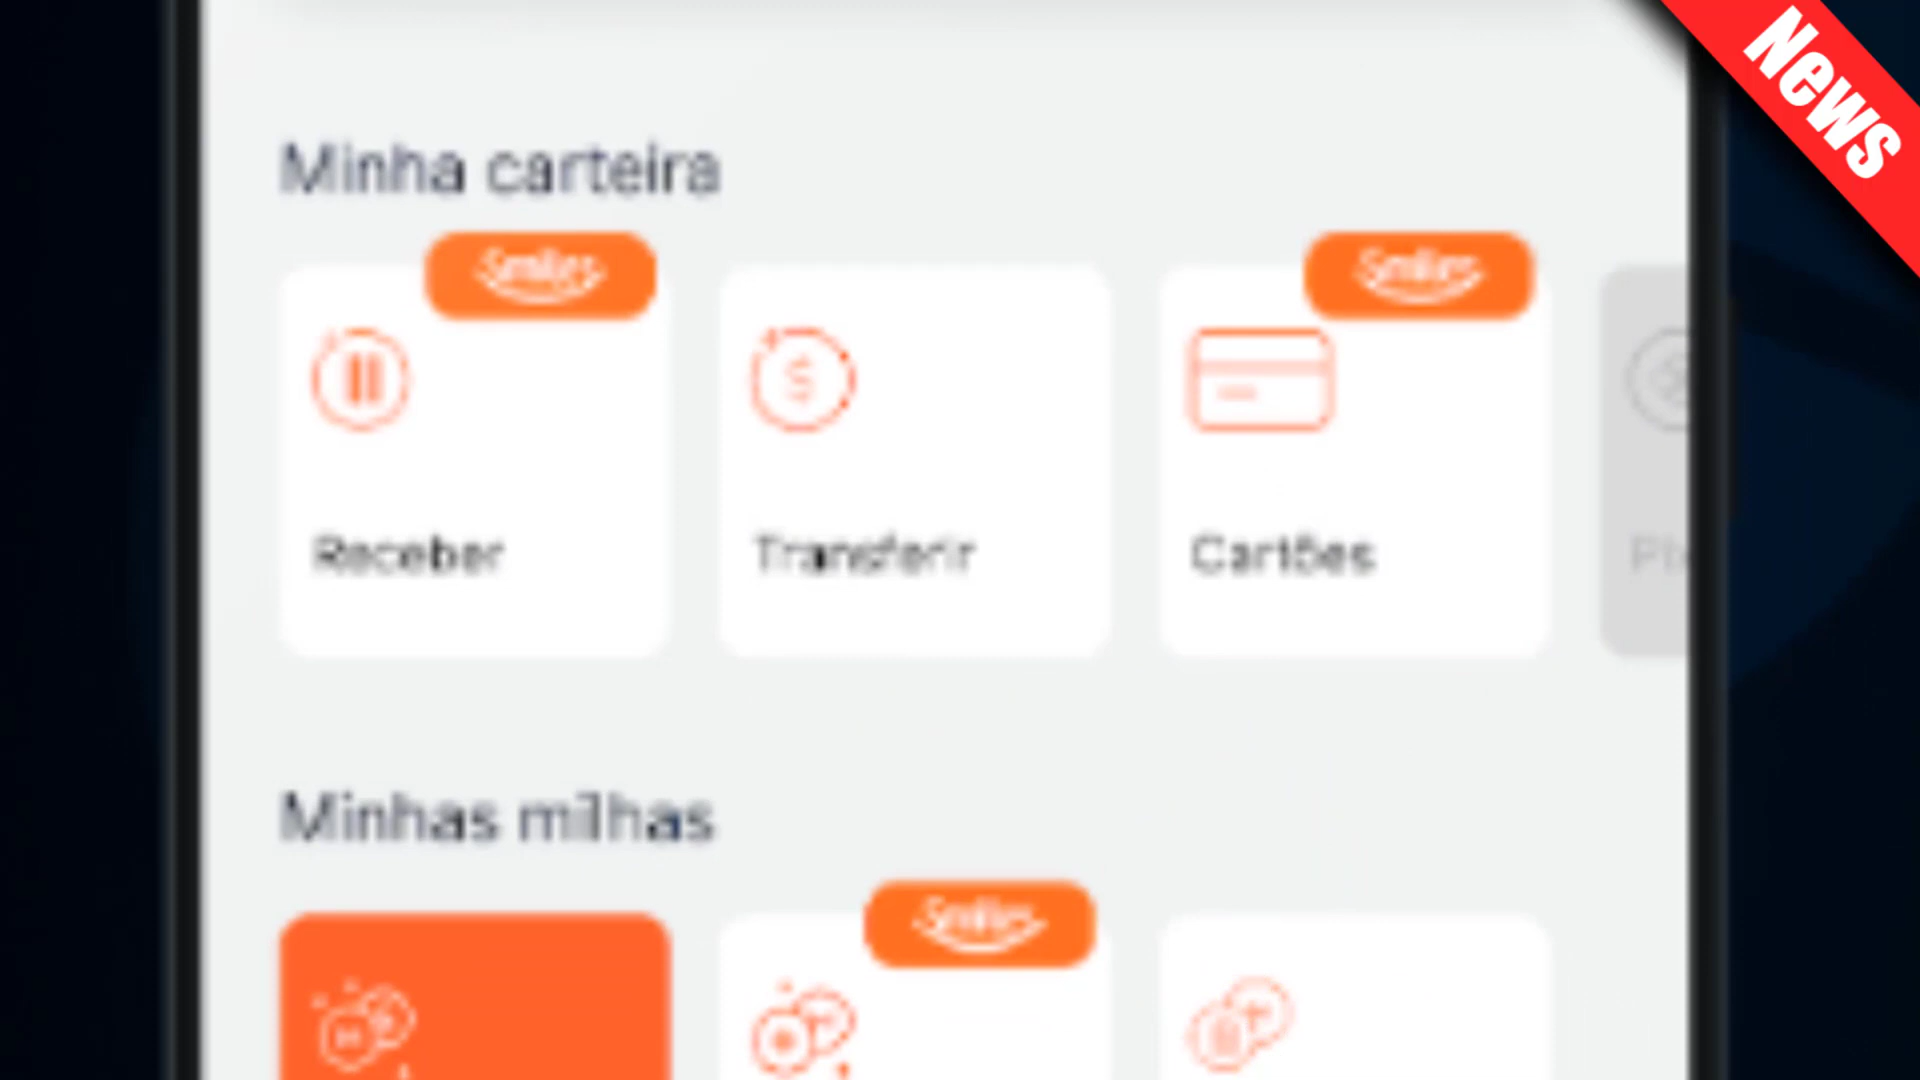 News
Minha carteira
Smiles
Smiles
Receber
Transferir
Cartões
Minhas milhas
Smiles